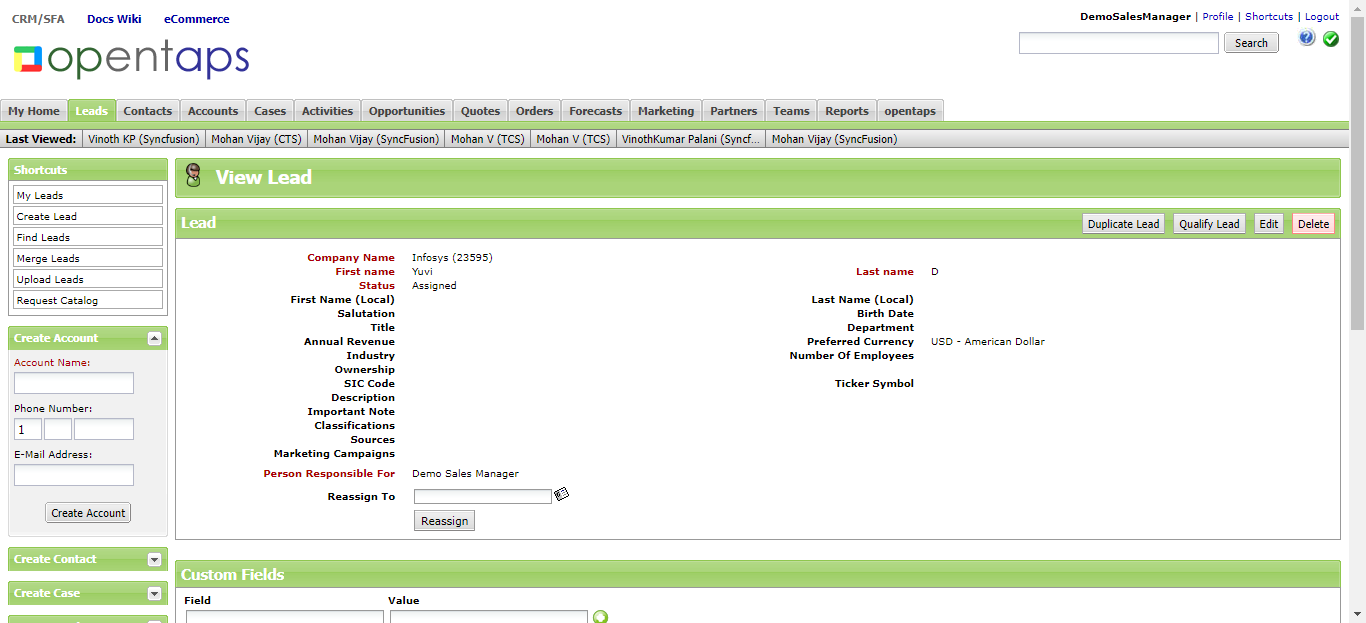 CRM/SFA Docs Wiki eCommerce
DemoSalesManager | Profile | Shortcuts | Logout
opentaps
Search
My Home Leads Contacts Accounts Cases Activities Opportunities Quotes Orders Forecasts Marketing Partners Teams Reports opentaps
Last Viewed: Vinoth KP (Syncfusion) Mohan Vijay (CTS) Mohan Vijay (SyncFusion) Mohan V (TCS) Mohan V (TCS) VinothKumar Palani (Syncf... Mohan Vijay (SyncFusion)
Shortcuts
My Leads
Create Lead
Find Leads
Merge Leads
Upload Leads
Request Catalog
Create Account
Account Name:
Phone Number:
1
E-Mail Address:
Create Account
Create Contact
Create Case
View Lead
Lead Duplicate Lead Qualify Lead Edit Delete
Company Name Infosys (23595)
First name Yuvi Last name D
Status Assigned
First Name (Local) Last Name (Local)
Salutation Birth Date
Title Department
Annual Revenue Preferred Currency USD - American Dollar
Industry Number Of Employees
Ownership
SIC Code Ticker Symbol
Description
Important Note
Classifications
Sources
Marketing Campaigns
Person Responsible For Demo Sales Manager
Reassign To
Reassign
Custom Fields
Field Value